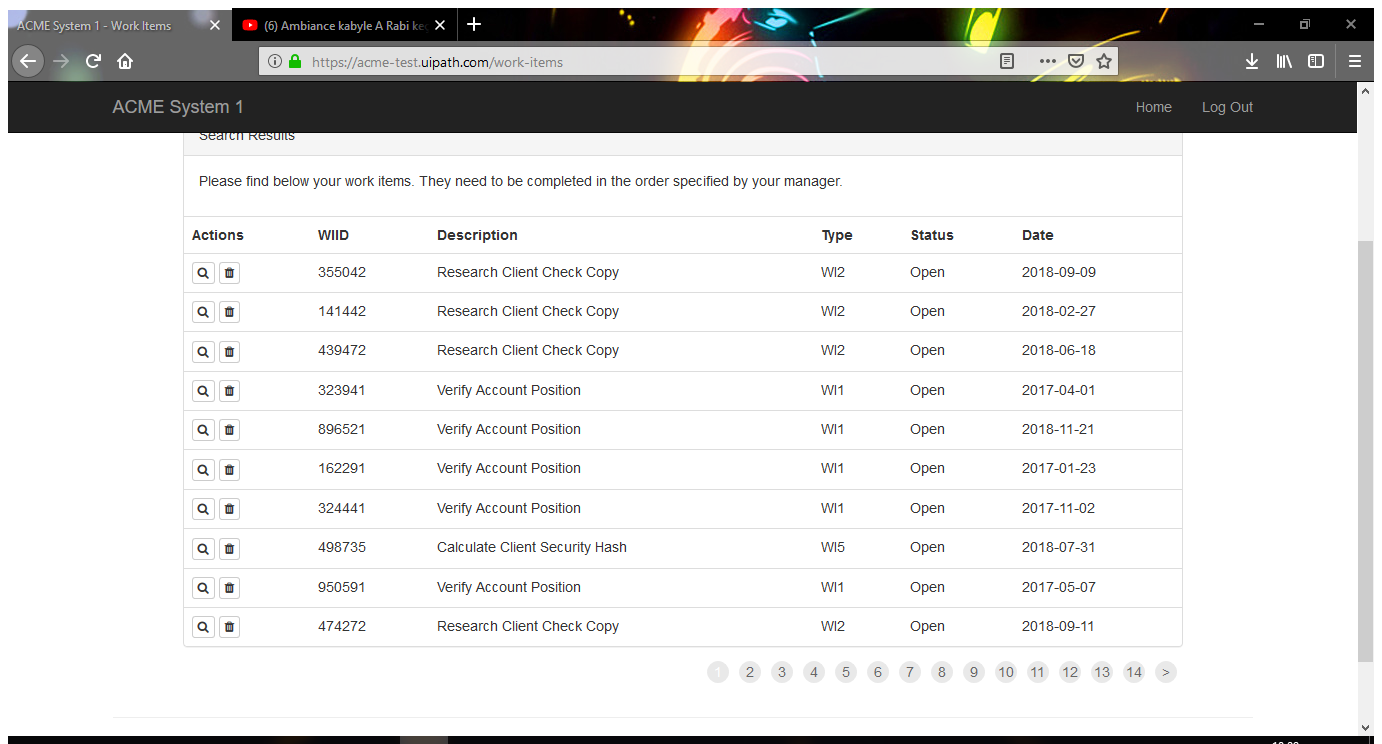 ACME System 1 - Work Items
(6) Ambiance kabyle A Rabi
https://acme-test.uipath.com/work-items
ACME System 1 Home Log Out
Search Results
Please find below your work items. They need to be completed in the order specified by your manager.
Actions WIID Description Type Status Date
355042 Research Client Check Copy WI2 Open 2018-09-09
141442 Research Client Check Copy WI2 Open 2018-02-27
439472 Research Client Check Copy WI2 Open 2018-06-18
323941 Verify Account Position WI1 Open 2017-04-01
896521 Verify Account Position WI1 Open 2018-11-21
162291 Verify Account Position WI1 Open 2017-01-23
324441 Verify Account Position WI1 Open 2017-11-02
498735 Calculate Client Security Hash WI5 Open 2018-07-31
950591 Verify Account Position WI1 Open 2017-05-07
474272 Research Client Check Copy WI2 Open 2018-09-11
1 2 3 4 5 6 7 8 9 10 11 12 13 14 >